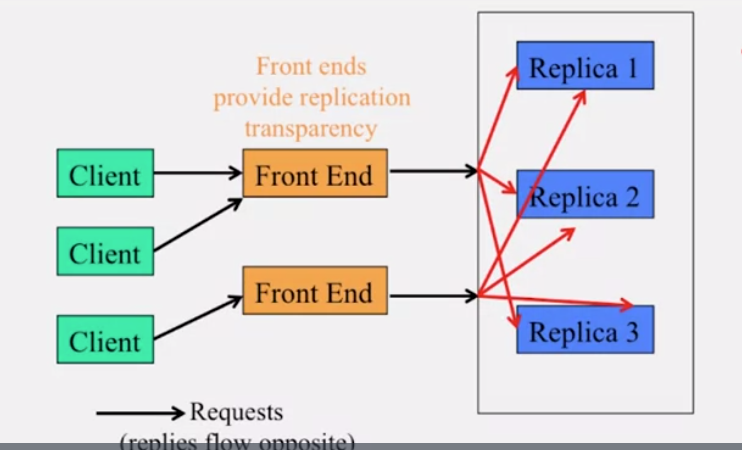 Front ends
provide replication
transparency
Client
Client
Client
Front End
Front End
Replica 1
Replica 2
Replica 3
Requests
(replies flow opposite)